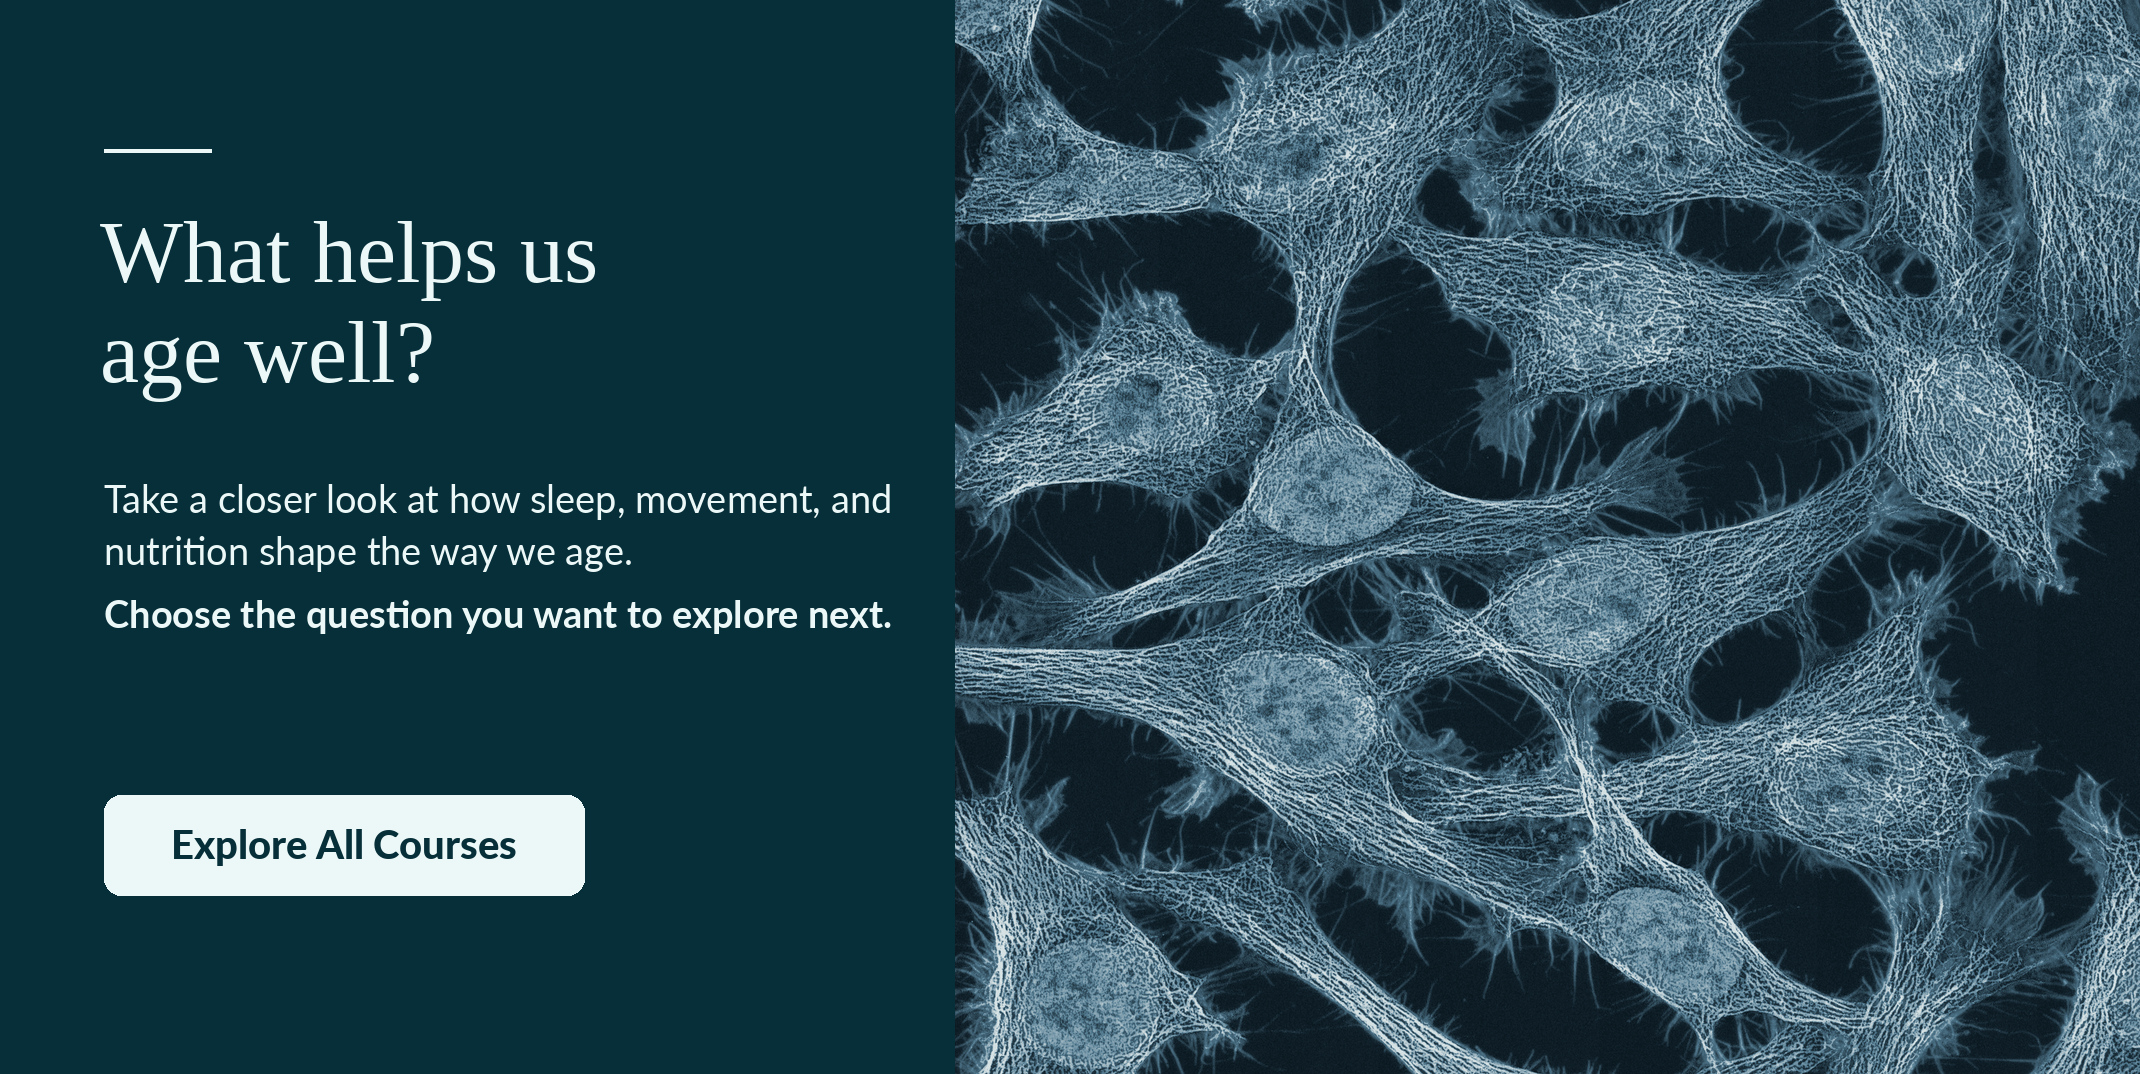 What helps us
age well?
Take a closer look at how sleep, movement, and
nutrition shape the way we age.
Choose the question you want to explore next.
Explore All Courses